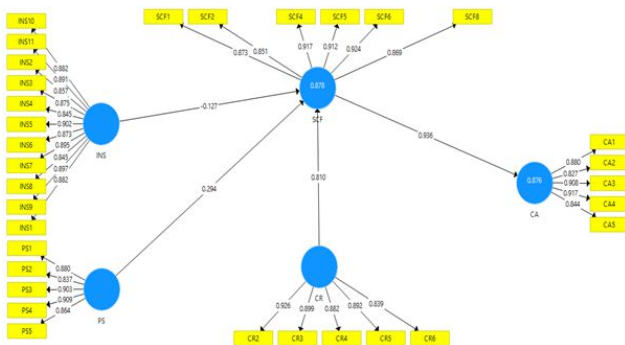 SCF1
SCF2
SCF4
SCF5
SCF6
SCF8
0.873
0.851
0.917
0.912
0.924
0.869
0.878
SCF
INS10
INS11
INS2
INS3
INS4
INS5
INS6
INS7
INS8
INS9
INS1
0.882
0.891
0.857
0.875
0.845
0.902
0.873
0.895
0.843
0.897
0.882
INS
-0.127
0.294
0.810
0.936
PS1
PS2
PS3
PS4
PS5
0.880
0.837
0.903
0.909
0.864
PS
CR
0.926
0.899
0.882
0.892
0.839
CR2
CR3
CR4
CR5
CR6
0.876
CA
0.880
0.827
0.908
0.917
0.844
CA1
CA2
CA3
CA4
CA5